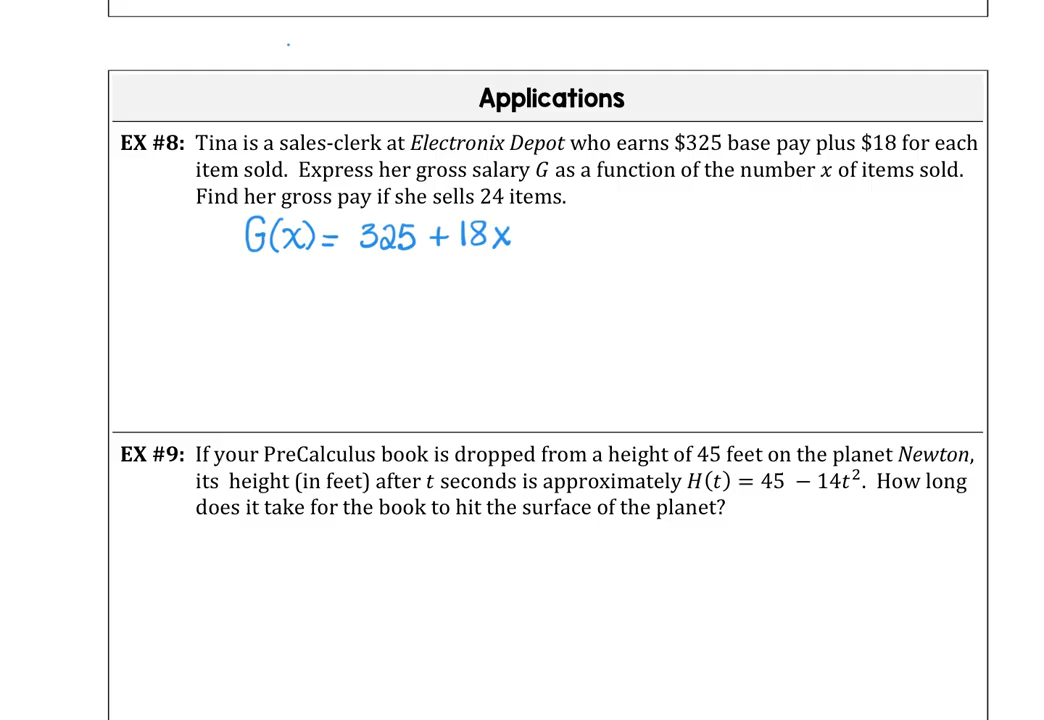 Applications
EX #8: Tina is a sales-clerk at Electronix Depot who earns $325 base pay plus $18 for each
item sold. Express her gross salary G as a function of the number x of items sold.
Find her gross pay if she sells 24 items.
G(x) = 325 + 18x
EX #9: If your PreCalculus book is dropped from a height of 45 feet on the planet Newton,
its height (in feet) after t seconds is approximately H(t) = 45 − 14t². How long
does it take for the book to hit the surface of the planet?